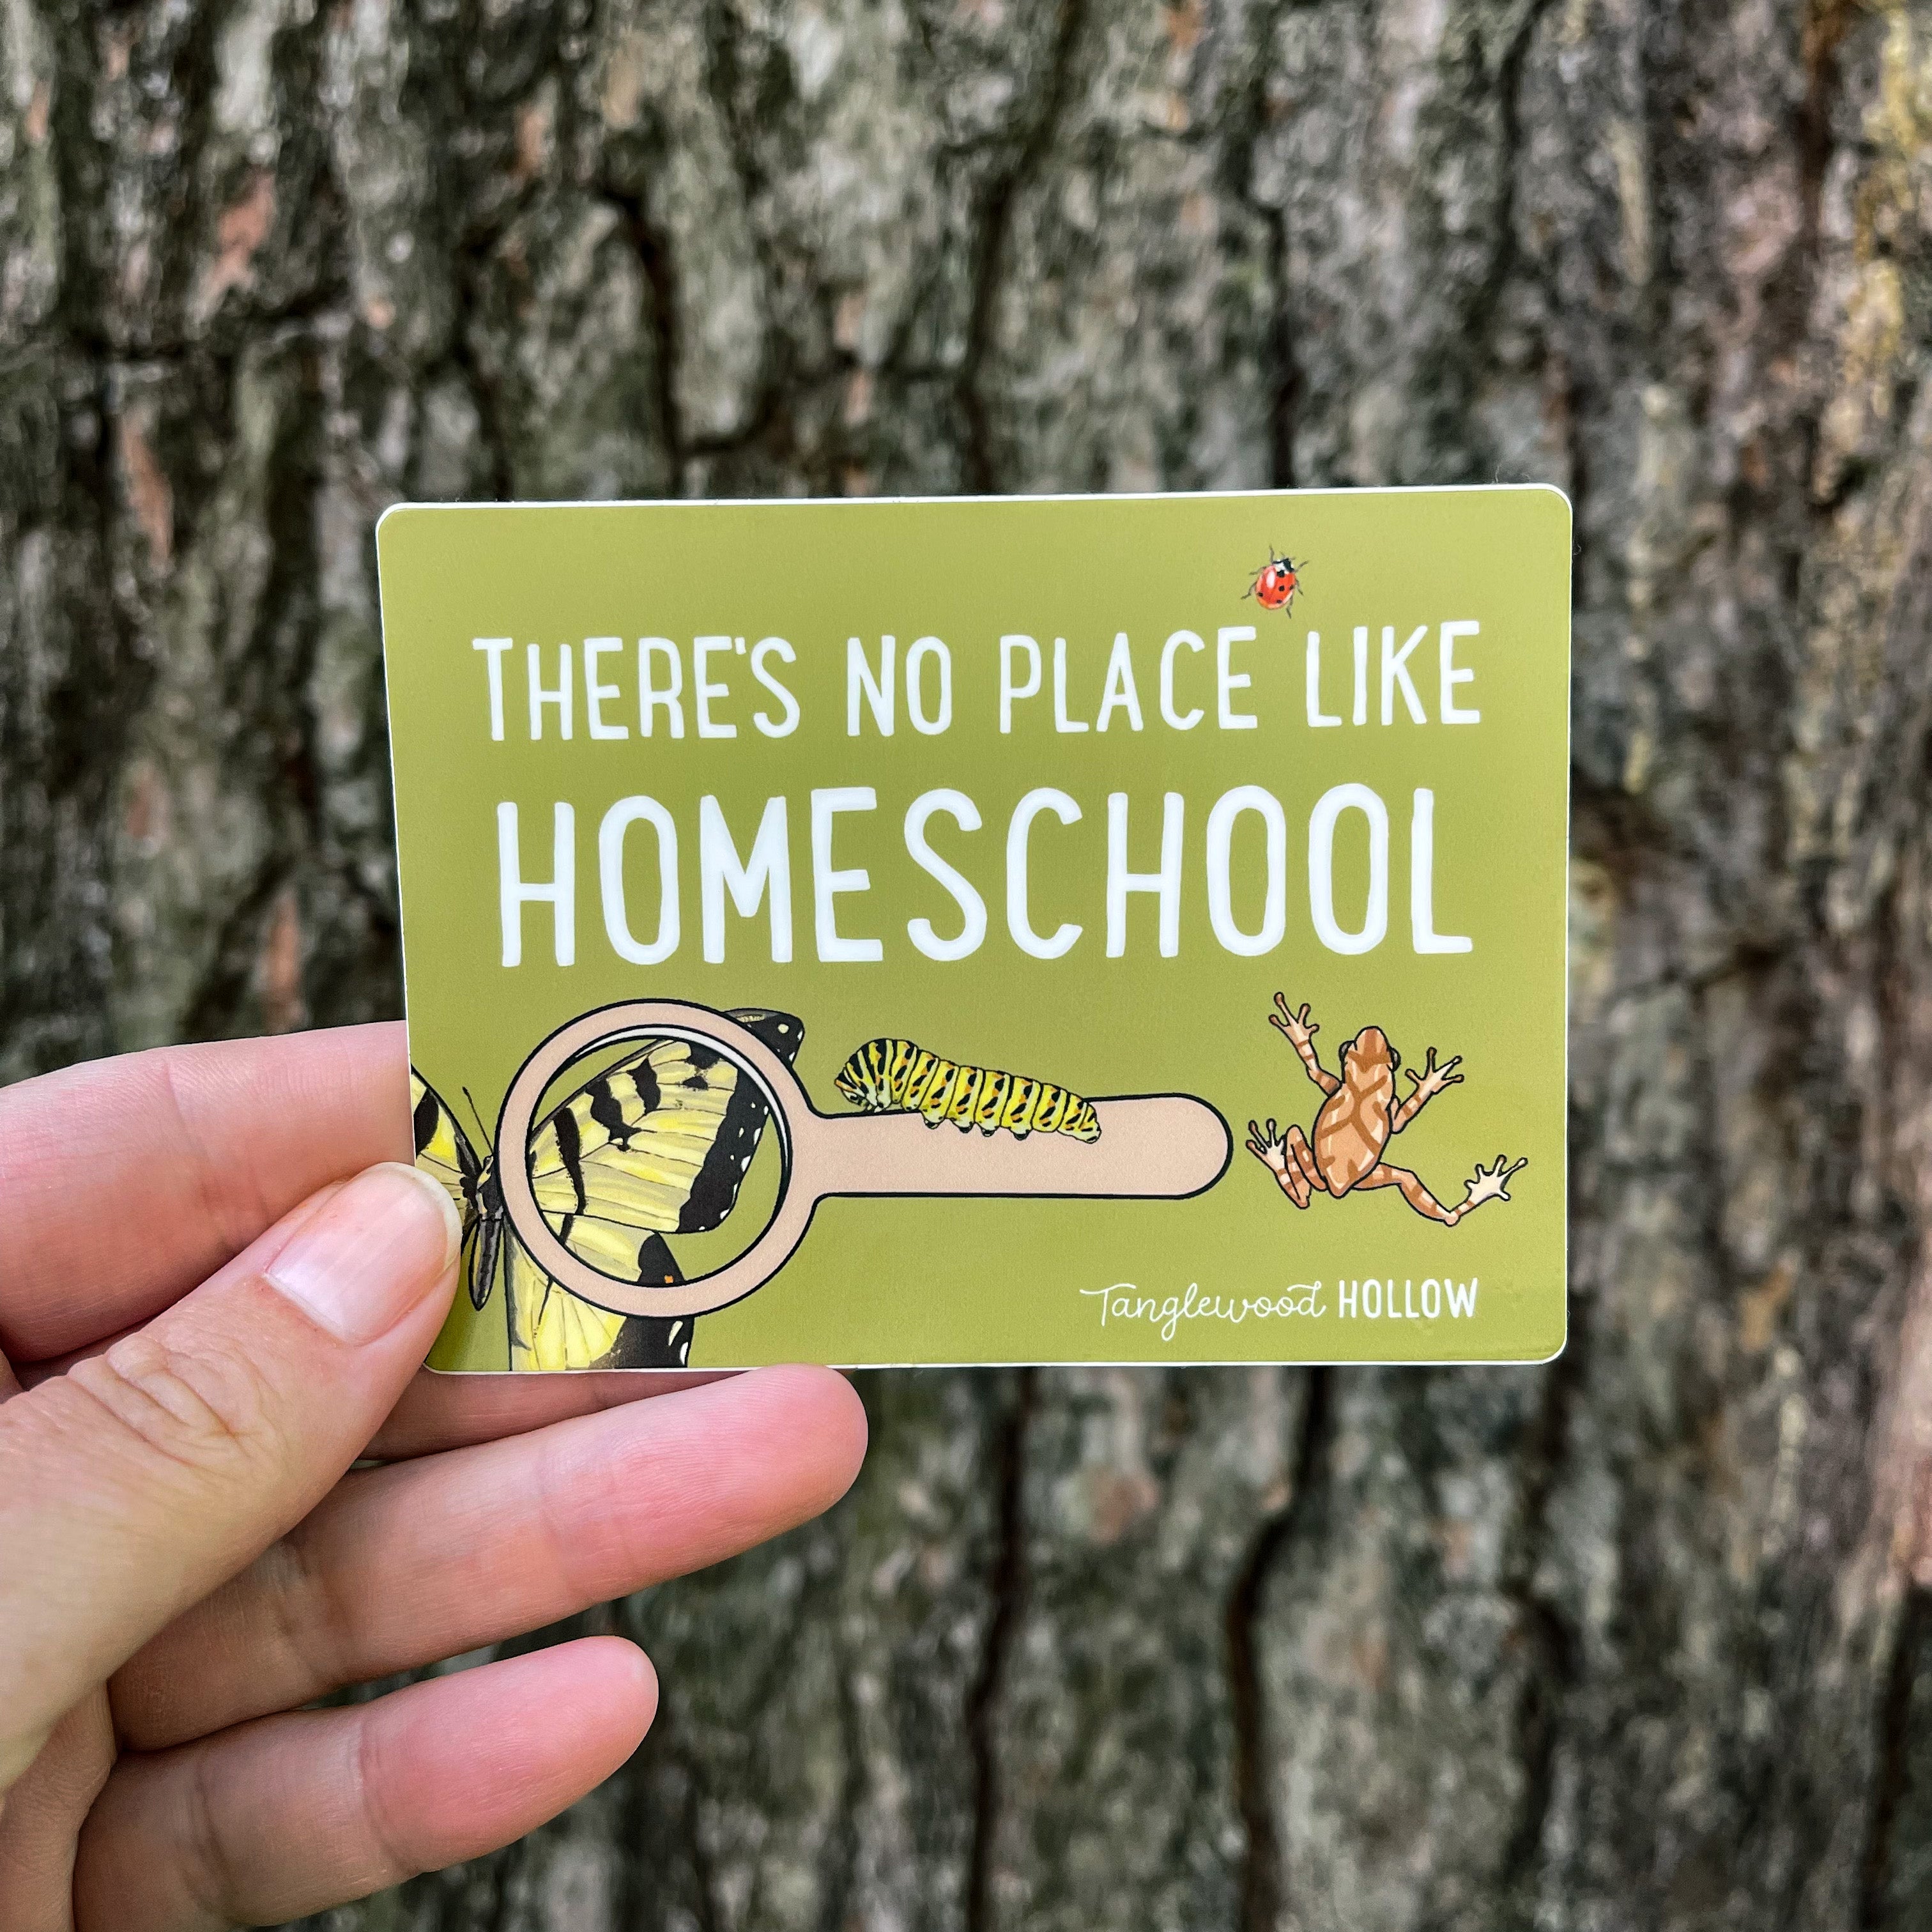 THERE'S NO PLACE LIKE
HOMESCHOOL
Tanglewood HOLLOW